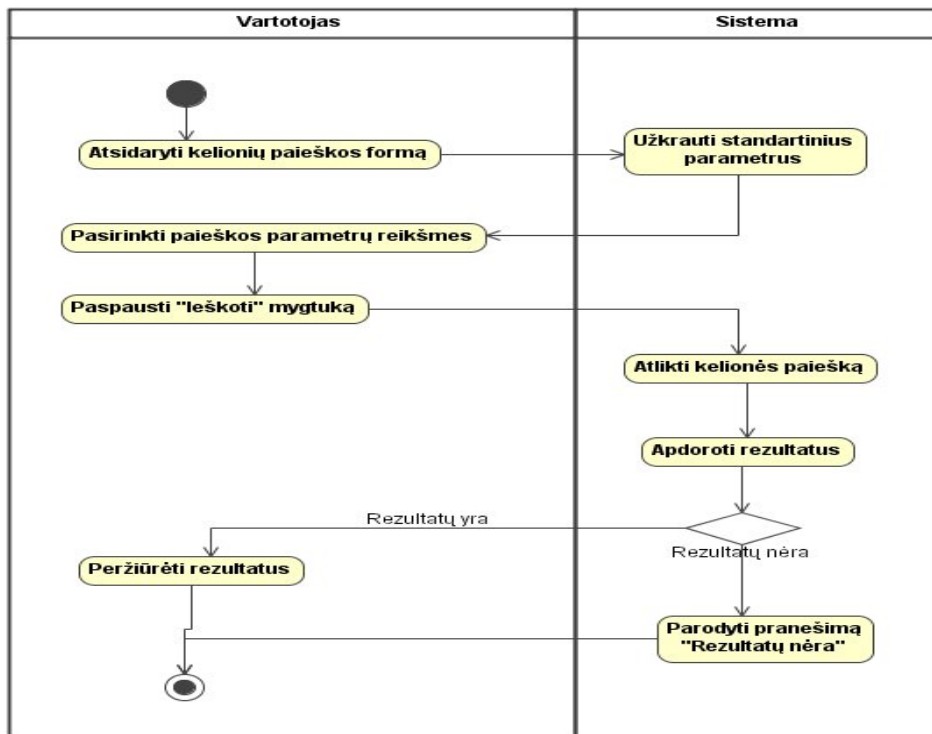 Vartotojas
Sistema
Atsidaryti kelionių paieškos formą
Užkrauti standartinius
parametrus
Pasirinkti paieškos parametrų reikšmes
Paspausti "Ieškoti" mygtuką
Atlikti kelionės paiešką
Apdoroti rezultatus
Rezultatų yra
Rezultatų nėra
Peržiūrėti rezultatus
Parodyti pranešimą
"Rezultatų nėra"